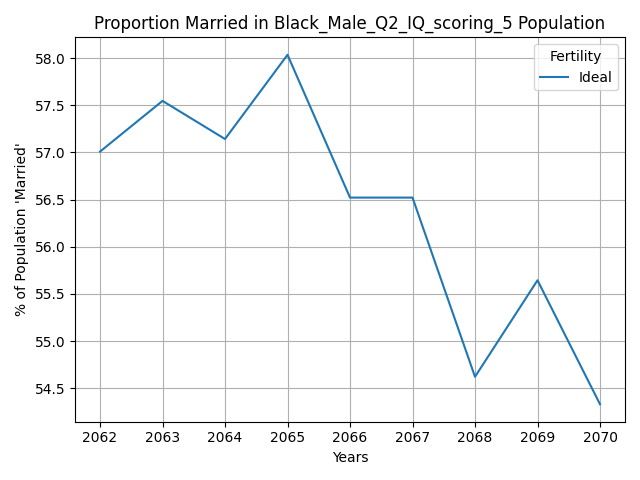 Proportion Married in Black_Male_Q2_IQ_scoring_5 Population
Fertility
Ideal
58.0
57.5
57.0
56.5
56.0
55.5
55.0
54.5
% of Population 'Married'
2062 2063 2064 2065 2066 2067 2068 2069 2070
Years